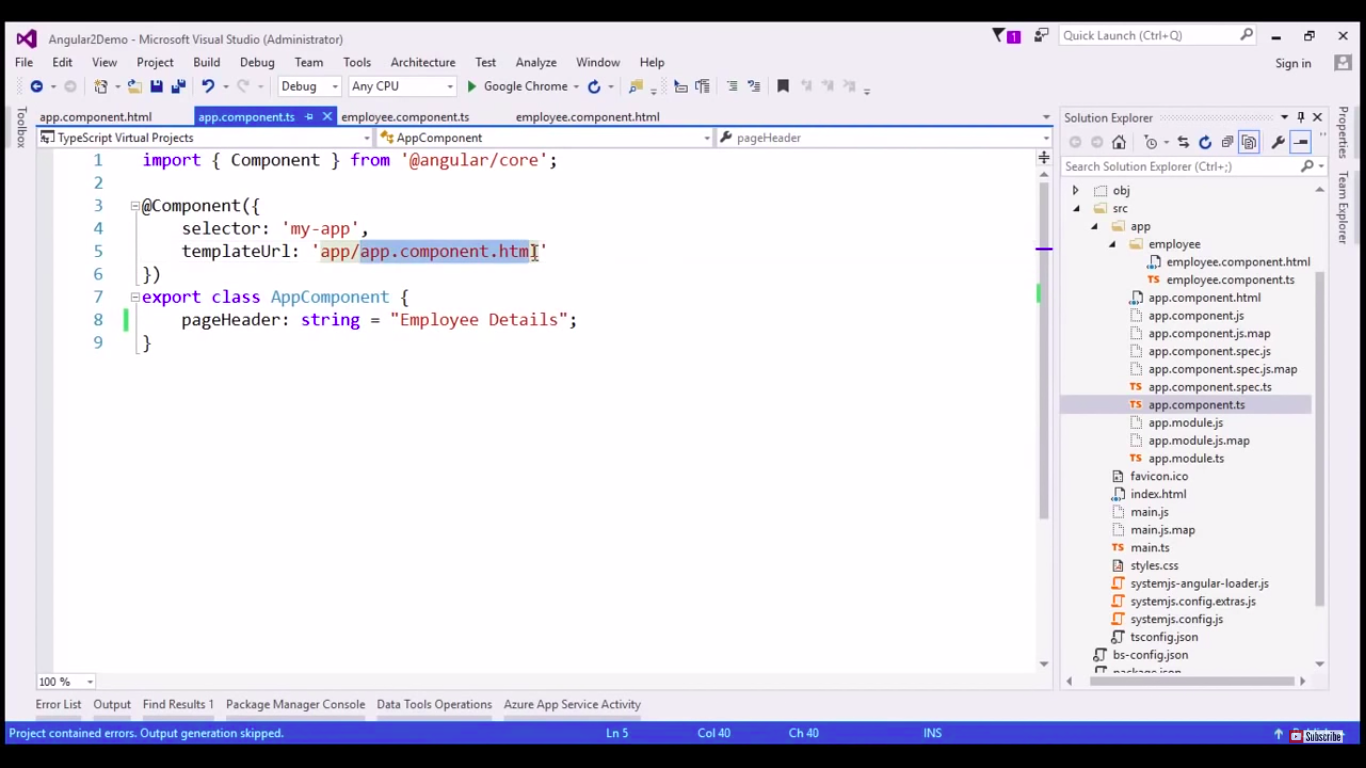 Angular2Demo - Microsoft Visual Studio (Administrator)
1
Quick Launch (Ctrl+Q)
File Edit View Project Build Debug Team Tools Architecture Test Analyze Window Help
Sign in
Debug Any CPU Google Chrome
Toolbox
app.component.html app.component.ts employee.component.ts employee.component.html
TypeScript Virtual Projects AppComponent pageHeader
1 import { Component } from '@angular/core';
2
3 @Component({
4 selector: 'my-app',
5 templateUrl: 'app/app.component.html'
6 })
7 export class AppComponent {
8 pageHeader: string = "Employee Details";
9 }
100 %
Solution Explorer
Search Solution Explorer (Ctrl+;)
obj
src
app
employee
employee.component.html
employee.component.ts
app.component.html
app.component.js
app.component.js.map
app.component.spec.js
app.component.spec.js.map
app.component.spec.ts
app.component.ts
app.module.js
app.module.js.map
app.module.ts
favicon.ico
index.html
main.js
main.js.map
main.ts
styles.css
systemjs-angular-loader.js
systemjs.config.extras.js
systemjs.config.js
tsconfig.json
bs-config.json
package.json
Properties
Team Explorer
Error List Output Find Results 1 Package Manager Console Data Tools Operations Azure App Service Activity
Project contained errors. Output generation skipped. Ln 5 Col 40 Ch 40 INS
Subscribe